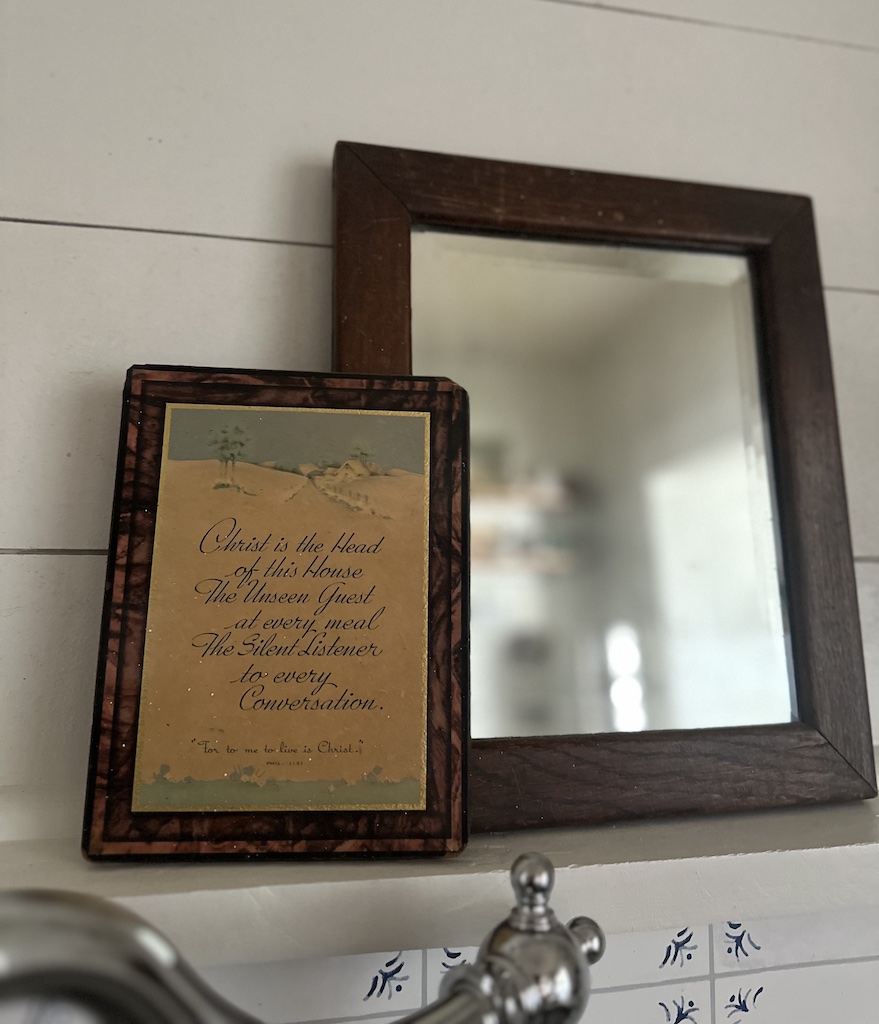 Christ is the Head
of this House
The Unseen Guest
at every meal
The Silent Listener
to every
Conversation.
"For to me to live is Christ."